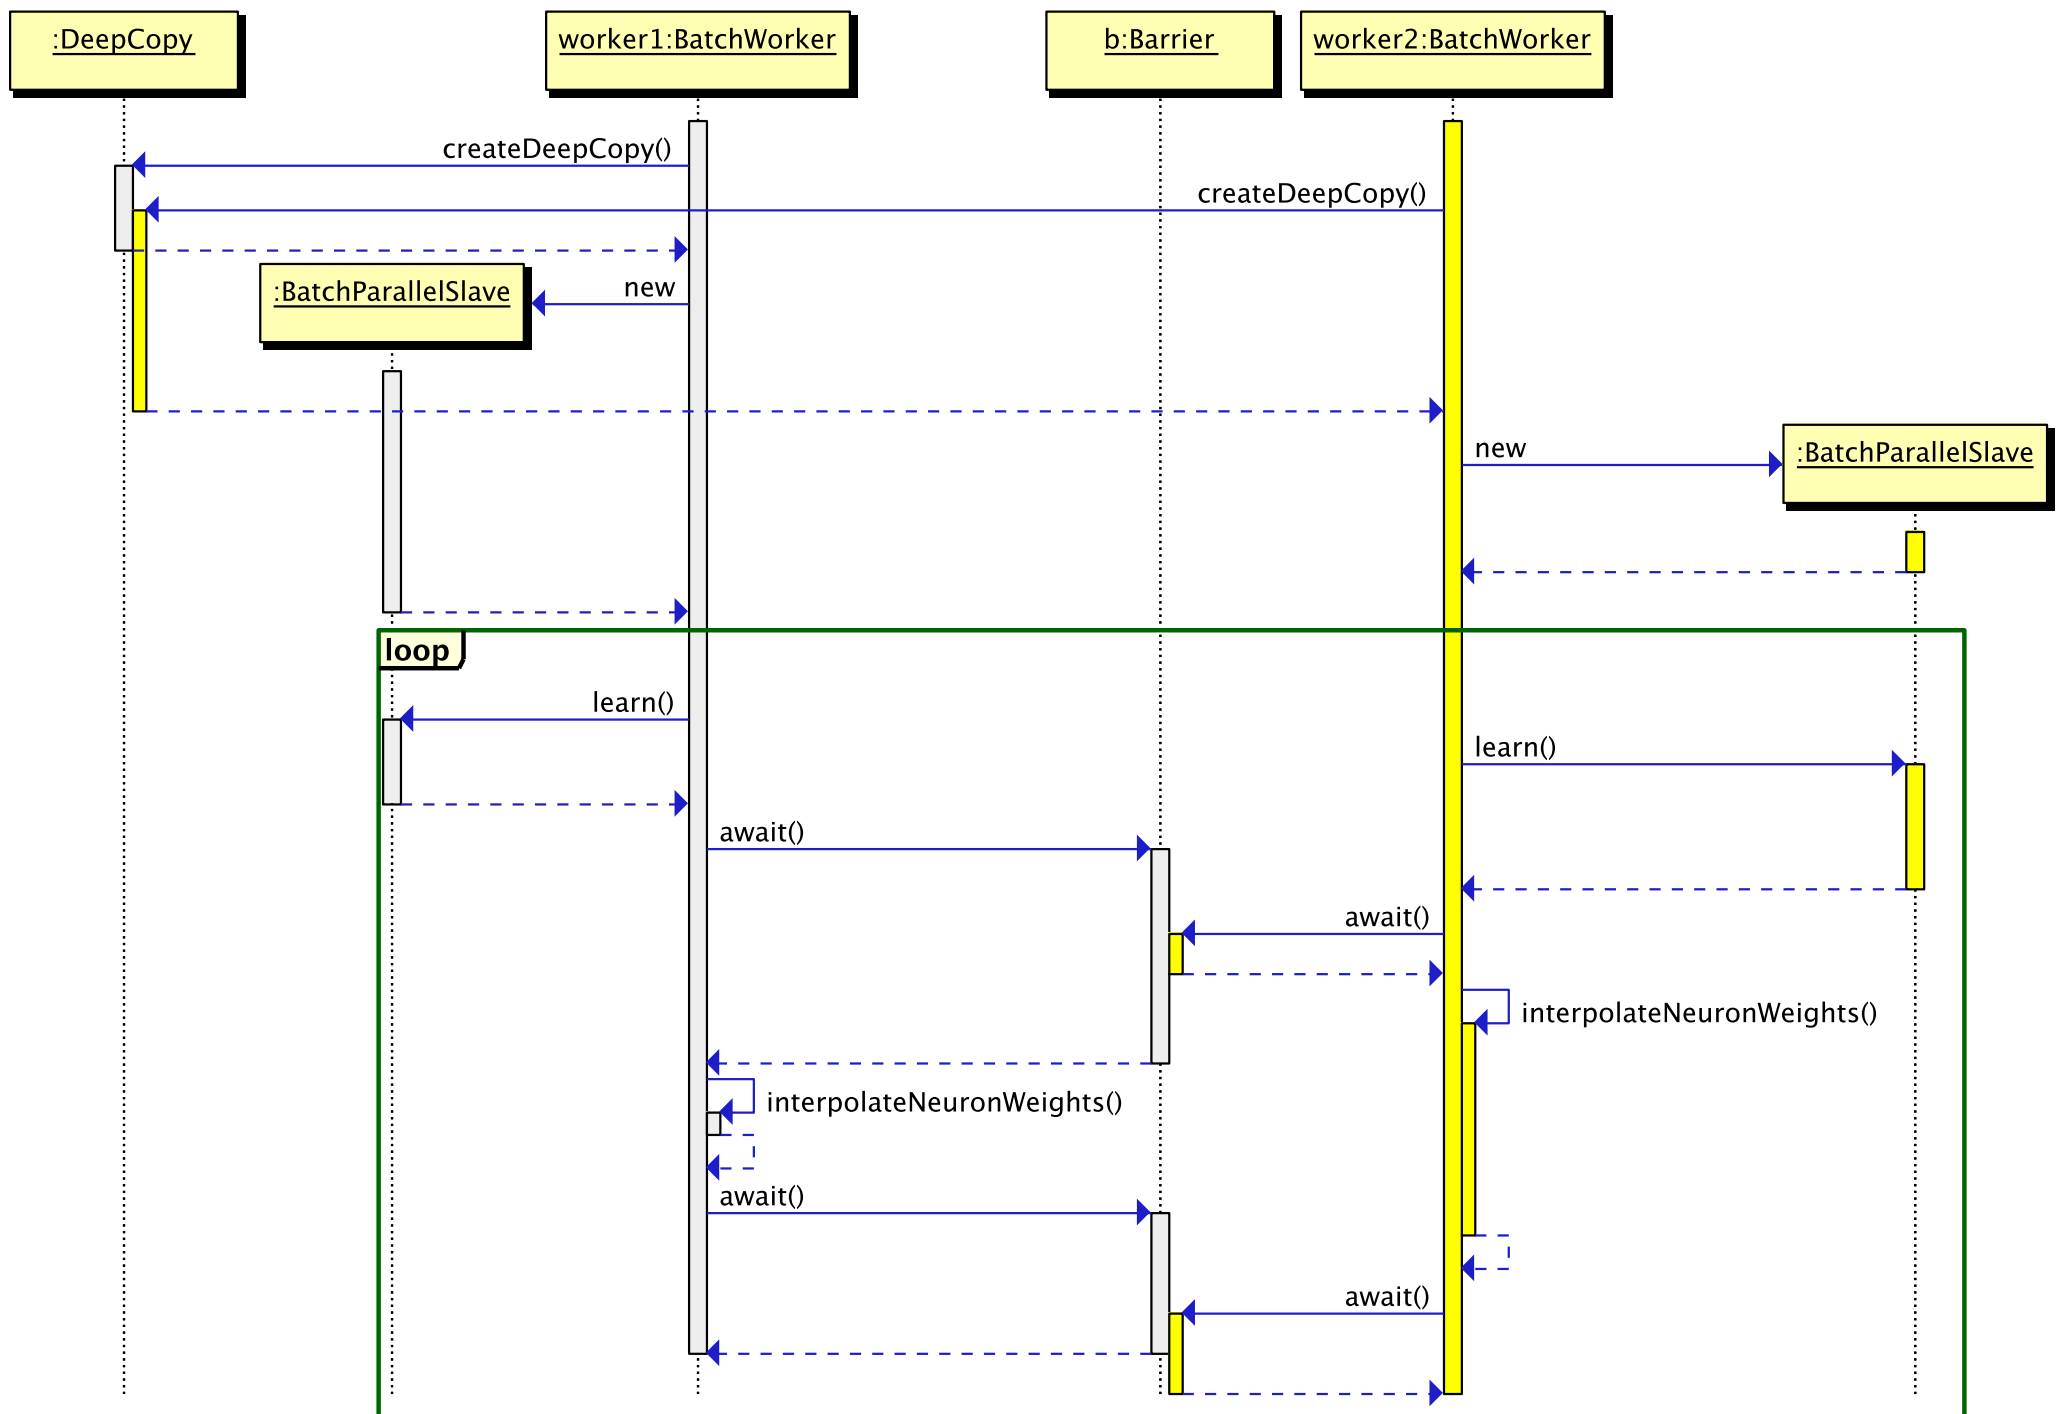 :DeepCopy
worker1:BatchWorker
b:Barrier
worker2:BatchWorker
createDeepCopy()
createDeepCopy()
:BatchParallelSlave
new
new
:BatchParallelSlave
loop
learn()
learn()
await()
await()
interpolateNeuronWeights()
interpolateNeuronWeights()
await()
await()